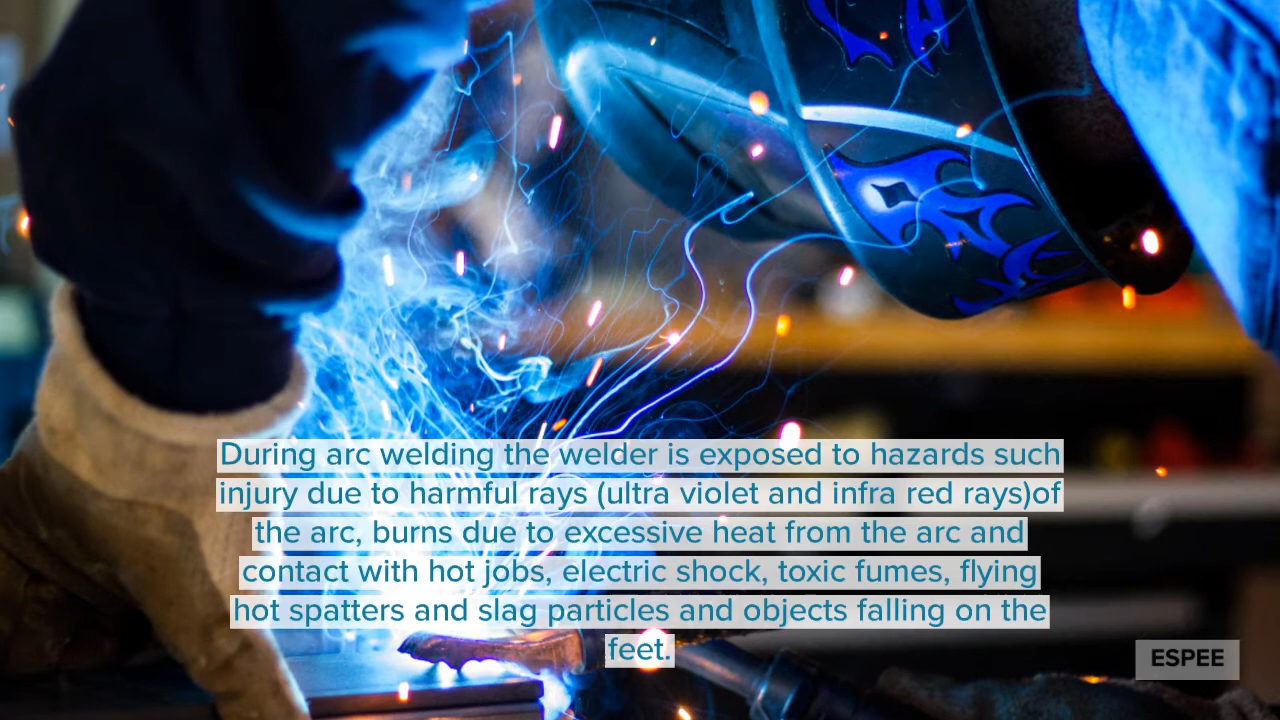 During arc welding the welder is exposed to hazards such
injury due to harmful rays (ultra violet and infra red rays)of
the arc, burns due to excessive heat from the arc and
contact with hot jobs, electric shock, toxic fumes, flying
hot spatters and slag particles and objects falling on the
feet.
ESPEE